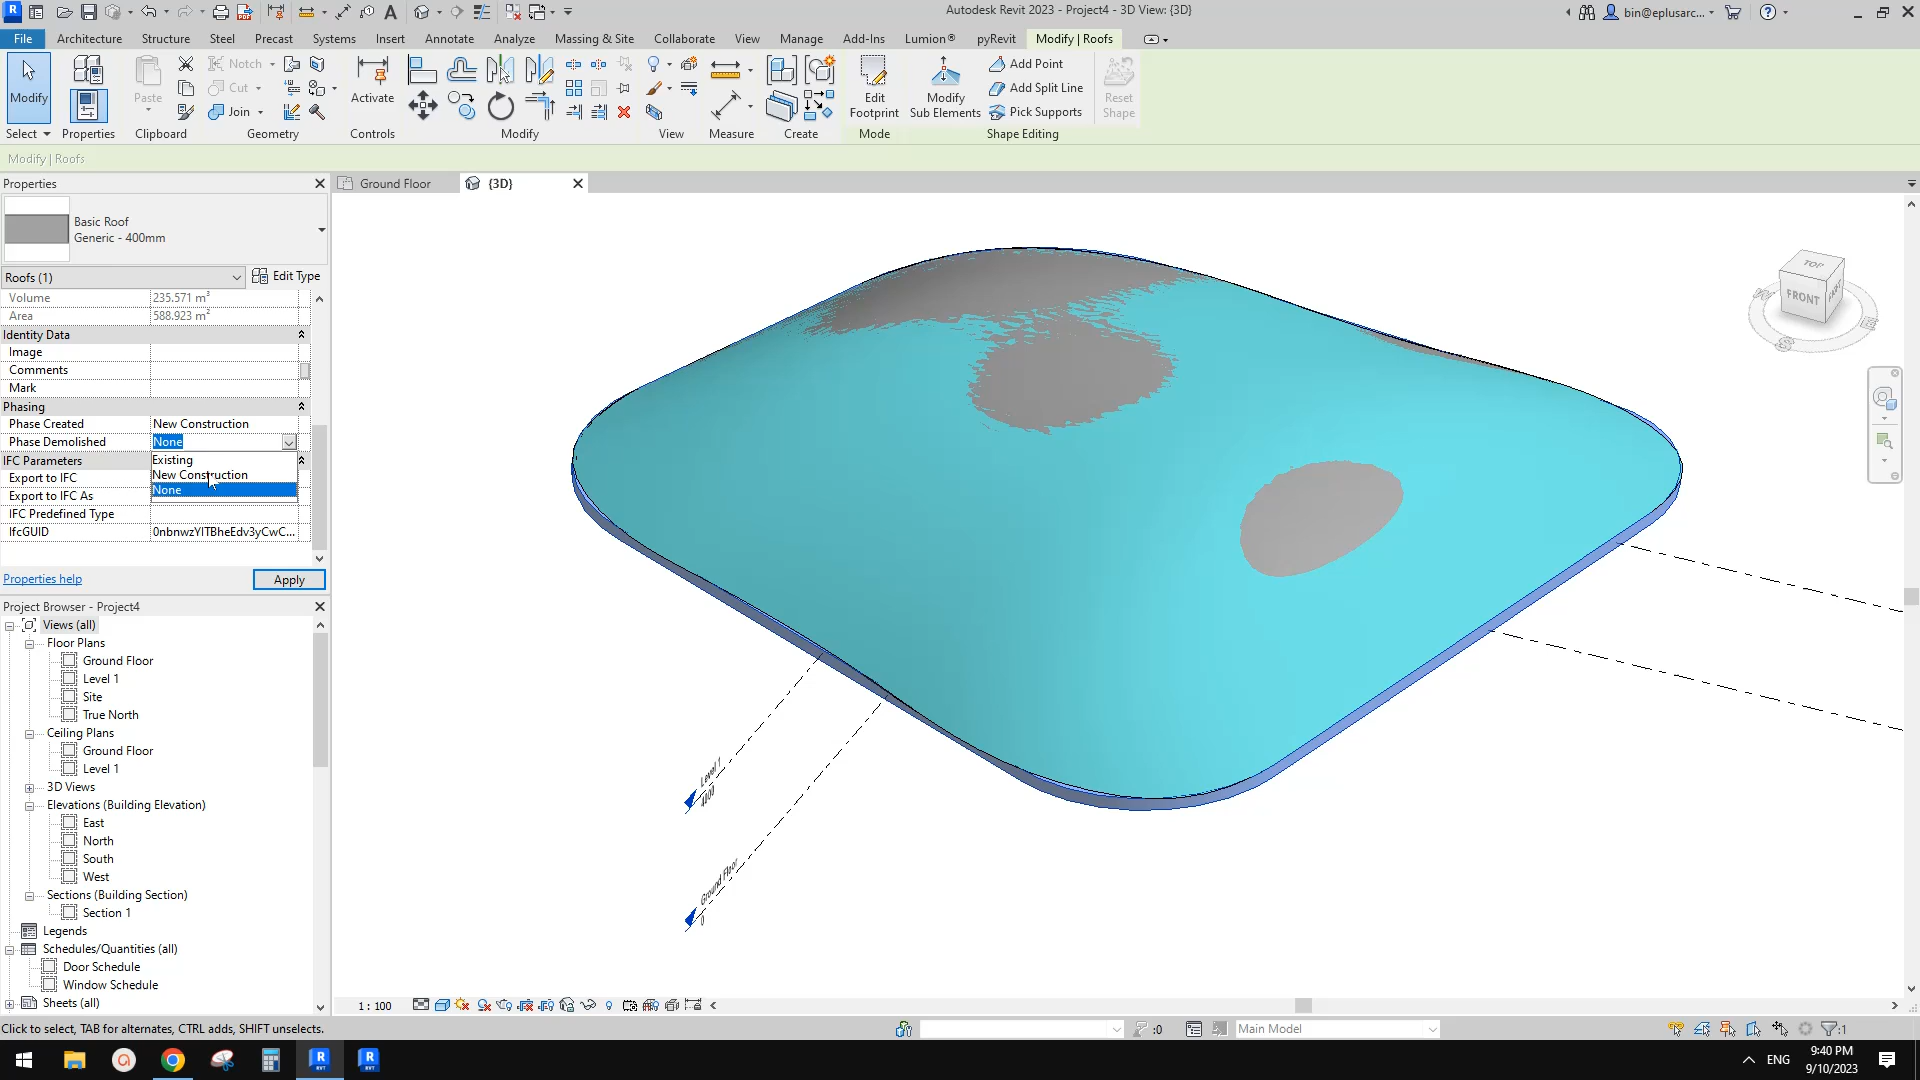 Autodesk Revit 2023 - Project4 - 3D View: {3D}
bin@eplusarc...
File Architecture Structure Steel Precast Systems Insert Annotate Analyze Massing & Site Collaborate View Manage Add-Ins Lumion® pyRevit Modify | Roofs
Modify
Select
Properties
Paste
Notch
Cut
Join
Clipboard
Geometry
Activate
Controls
Modify
View
Measure
Create
Edit
Footprint
Mode
Modify
Sub Elements
Add Point
Add Split Line
Pick Supports
Reset
Shape
Shape Editing
Modify | Roofs
Properties
Ground Floor
{3D}
Basic Roof
Generic - 400mm
Roofs (1)
Edit Type
Volume 235.571 m³
Area 588.923 m²
Identity Data
Image
Comments
Mark
Phasing
Phase Created New Construction
Phase Demolished None
IFC Parameters
Existing
Export to IFC
New Construction
Export to IFC As
None
IFC Predefined Type
IfcGUID 0nbnwzYITBheEdv3yCwC...
Properties help
Apply
Project Browser - Project4
Views (all)
Floor Plans
Ground Floor
Level 1
Site
True North
Ceiling Plans
Ground Floor
Level 1
3D Views
Elevations (Building Elevation)
East
North
South
West
Sections (Building Section)
Section 1
Legends
Schedules/Quantities (all)
Door Schedule
Window Schedule
Sheets (all)
TOP
FRONT
S
E
Level 1
4000
Ground Floor
0
1 : 100
Click to select, TAB for alternates, CTRL adds, SHIFT unselects.
:0
Main Model
:1
ENG
9:40 PM
9/10/2023